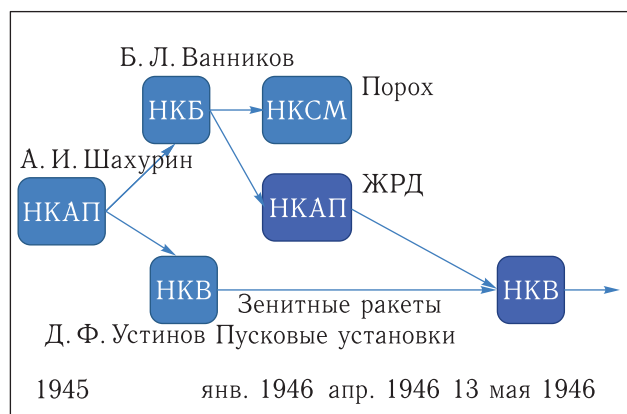 Б. Л. Ванников
НКБ
НКСМ
Порох
А. И. Шахурин
НКАП
НКАП
ЖРД
НКВ
НКВ
Зенитные ракеты
Д. Ф. Устинов Пусковые установки
1945 янв. 1946 апр. 1946 13 мая 1946